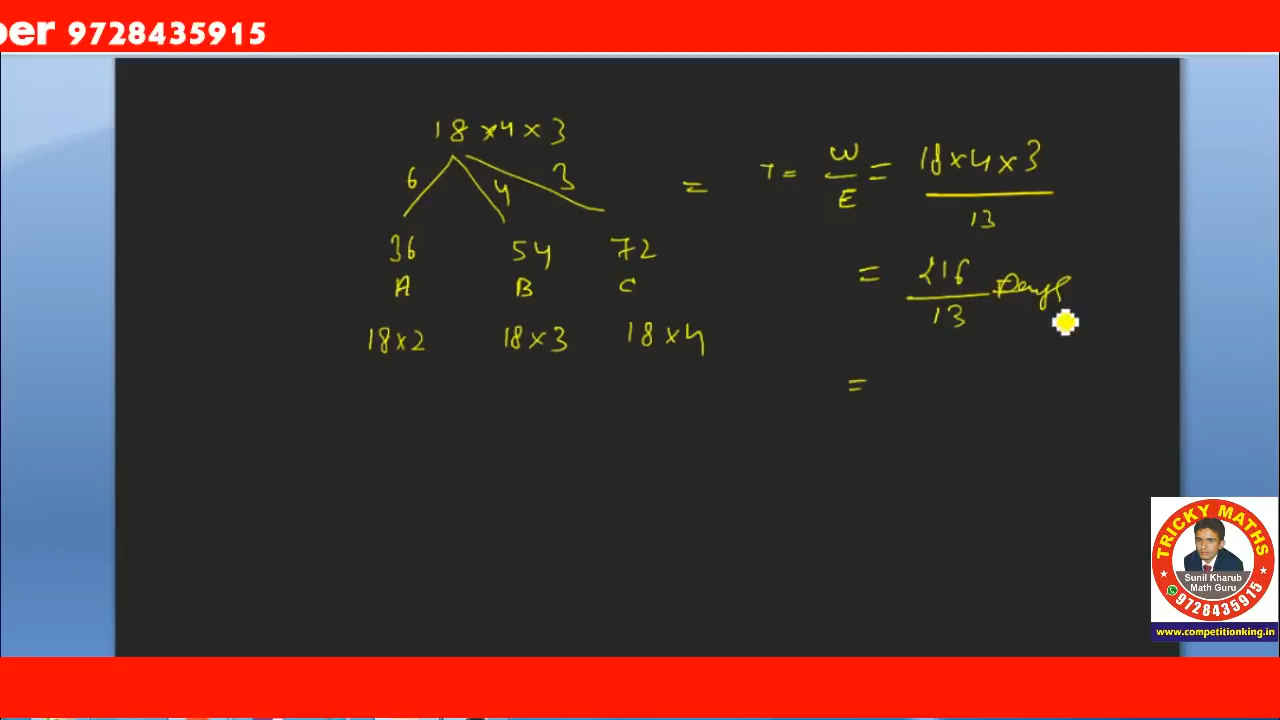 per 9728435915
18 × 4 × 3
6 4 3
36 54 72
A B C
18×2 18×3 18×4
= T = W/E = 18×4×3/13
= 216/13 Days
=
TRICKY MATHS
Sunil Kharub
Math Guru
9728435915
www.competitionking.in